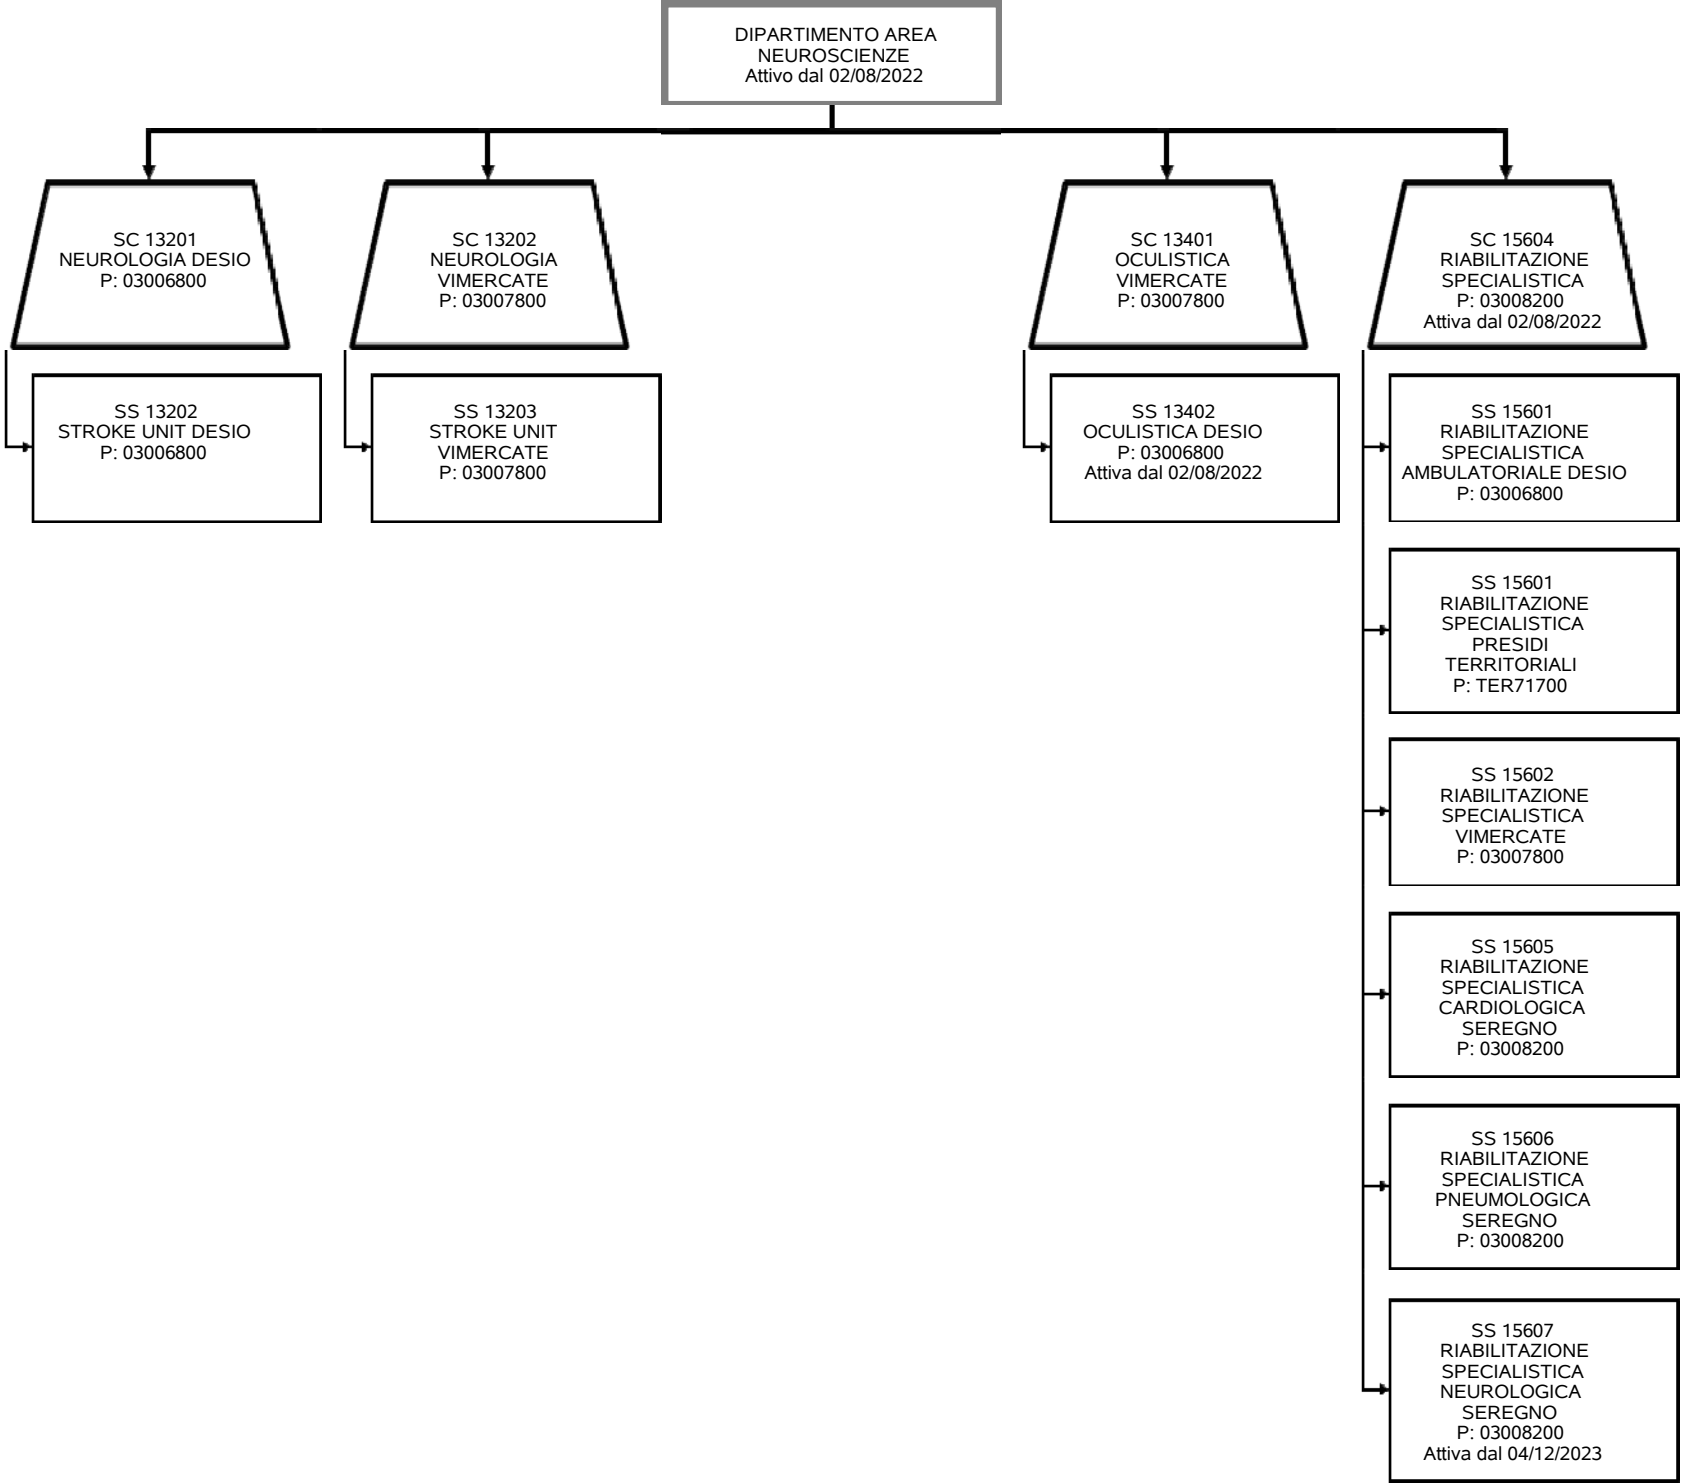 DIPARTIMENTO AREA
NEUROSCIENZE
Attivo dal 02/08/2022
SC 13201
NEUROLOGIA DESIO
P: 03006800
SC 13202
NEUROLOGIA
VIMERCATE
P: 03007800
SC 13401
OCULISTICA
VIMERCATE
P: 03007800
SC 15604
RIABILITAZIONE
SPECIALISTICA
P: 03008200
Attiva dal 02/08/2022
SS 13202
STROKE UNIT DESIO
P: 03006800
SS 13203
STROKE UNIT
VIMERCATE
P: 03007800
SS 13402
OCULISTICA DESIO
P: 03006800
Attiva dal 02/08/2022
SS 15601
RIABILITAZIONE
SPECIALISTICA
AMBULATORIALE DESIO
P: 03006800
SS 15601
RIABILITAZIONE
SPECIALISTICA
PRESIDI
TERRITORIALI
P: TER71700
SS 15602
RIABILITAZIONE
SPECIALISTICA
VIMERCATE
P: 03007800
SS 15605
RIABILITAZIONE
SPECIALISTICA
CARDIOLOGICA
SEREGNO
P: 03008200
SS 15606
RIABILITAZIONE
SPECIALISTICA
PNEUMOLOGICA
SEREGNO
P: 03008200
SS 15607
RIABILITAZIONE
SPECIALISTICA
NEUROLOGICA
SEREGNO
P: 03008200
Attiva dal 04/12/2023